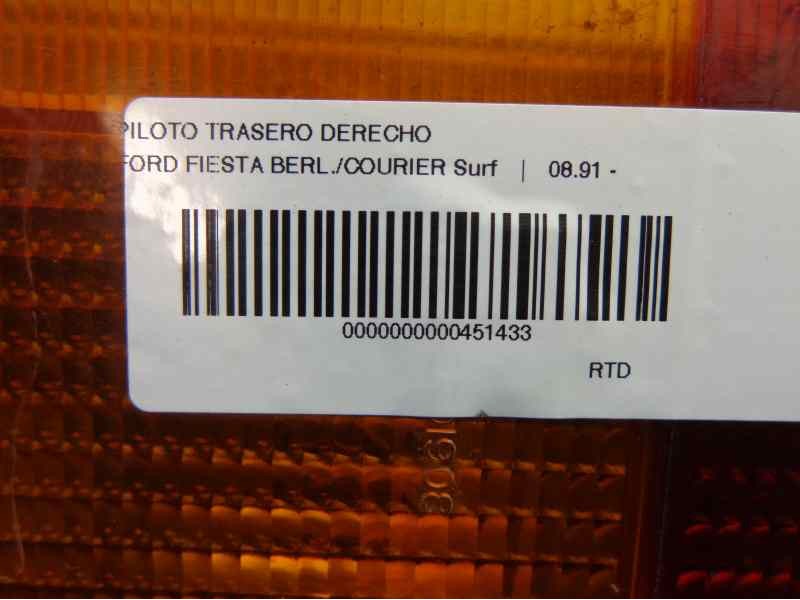 PILOTO TRASERO DERECHO
FORD FIESTA BERL./COURIER Surf | 08.91 -
0000000000451433
RTD